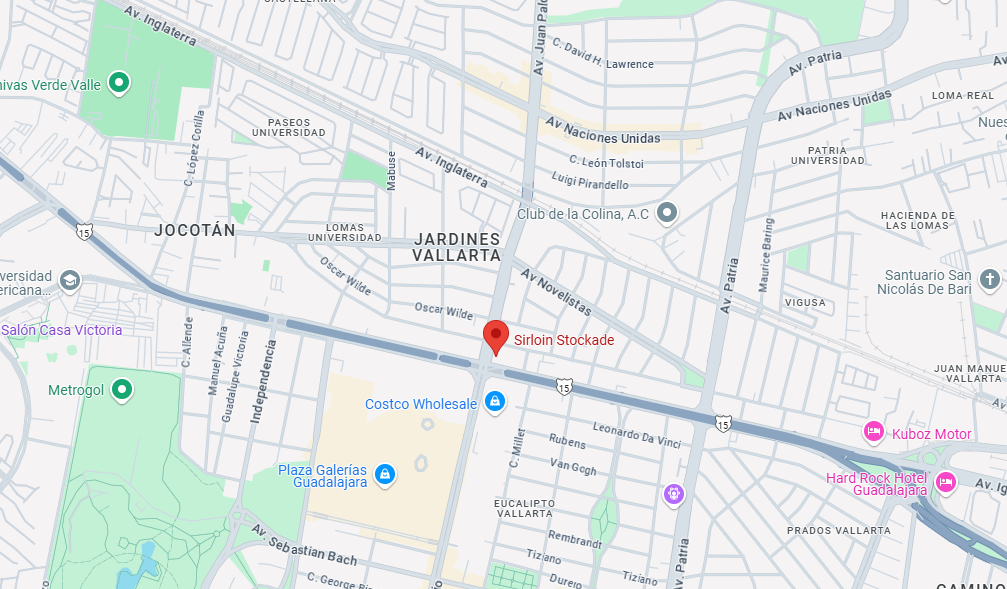 Av. Inglaterra
Av. Juan Palo
C. David H. Lawrence
Av. Patria
nivas Verde Valle
LOMA REAL
Av. Naciones Unidas
Av Naciones Unidas
C. López Cotilla
PASEOS
UNIVERSIDAD
Nues
Mabuse
Av. Inglaterra
C. León Tolstoi
Luigi Pirandello
PATRIA
UNIVERSIDAD
Club de la Colina, A.C
HACIENDA DE
LAS LOMAS
15
JOCOTÁN
LOMAS
UNIVERSIDAD
JARDINES
VALLARTA
Maurice Baring
versidad
ericana...
Oscar Wilde
Av Novelistas
Av. Patria
Santuario San
Nicolás De Bari
VIGUSA
Oscar Wilde
Salón Casa Victoria
Sirloin Stockade
C. Allende
Manuel Acuña
Guadalupe Victoria
Independencia
JUAN MANUE
VALLARTA
Metrogol
15
Costco Wholesale
15
Kuboz Motor
C. Millet
Rubens
Leonardo Da Vinci
Van Gogh
Plaza Galerías
Guadalajara
Hard Rock Hotel
Guadalajara
Av. Ig
EUCALIPTO
VALLARTA
PRADOS VALLARTA
Av. Sebastian Bach
Rembrandt
Av. Patria
Tiziano
Tiziano
C. George Bi
Durero
CAMINO